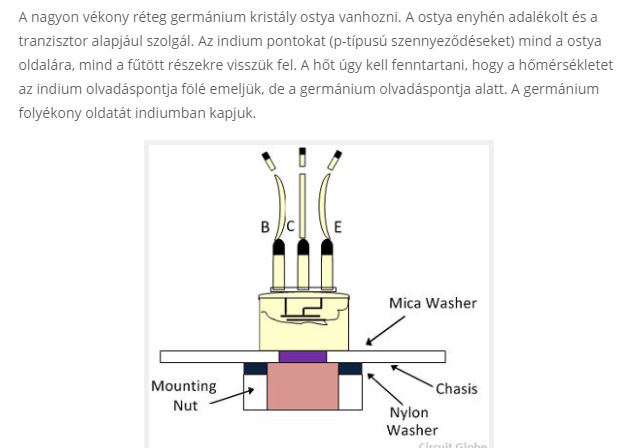 A nagyon vékony réteg germánium kristály ostya vanhozni. A ostya enyhén adalékolt és a
tranzisztor alapjául szolgál. Az indium pontokat (p-típusú szennyeződéseket) mind a ostya
oldalára, mind a fűtött részekre visszük fel. A hőt úgy kell fenntartani, hogy a hőmérsékletet
az indium olvadáspontja fölé emeljük, de a germánium olvadáspontja alatt. A germánium
folyékony oldatát indiumban kapjuk.
B C E
Mica Washer
Mounting
Nut
Chasis
Nylon
Washer
Circuit Globe